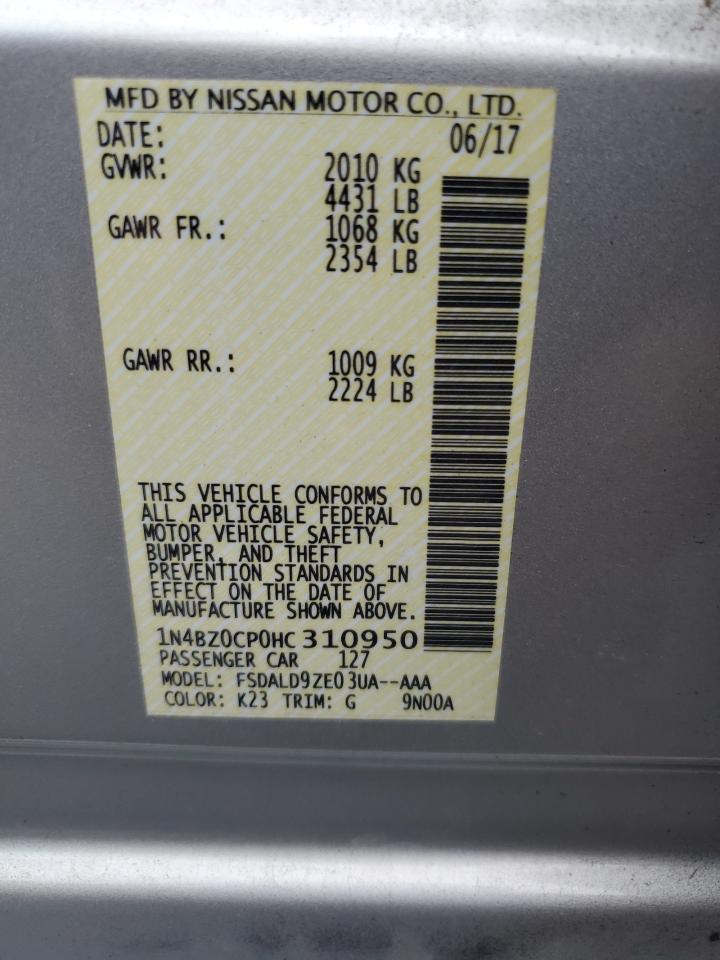 MFD BY NISSAN MOTOR CO., LTD.
DATE: 06/17
GVWR: 2010 KG
4431 LB
GAWR FR.: 1068 KG
2354 LB
GAWR RR.: 1009 KG
2224 LB
THIS VEHICLE CONFORMS TO
ALL APPLICABLE FEDERAL
MOTOR VEHICLE SAFETY,
BUMPER, AND THEFT
PREVENTION STANDARDS IN
EFFECT ON THE DATE OF
MANUFACTURE SHOWN ABOVE.
1N4BZ0CP0HC310950
PASSENGER CAR 127
MODEL: FSDALD9ZE03UA--AAA
COLOR: K23 TRIM: G 9N00A